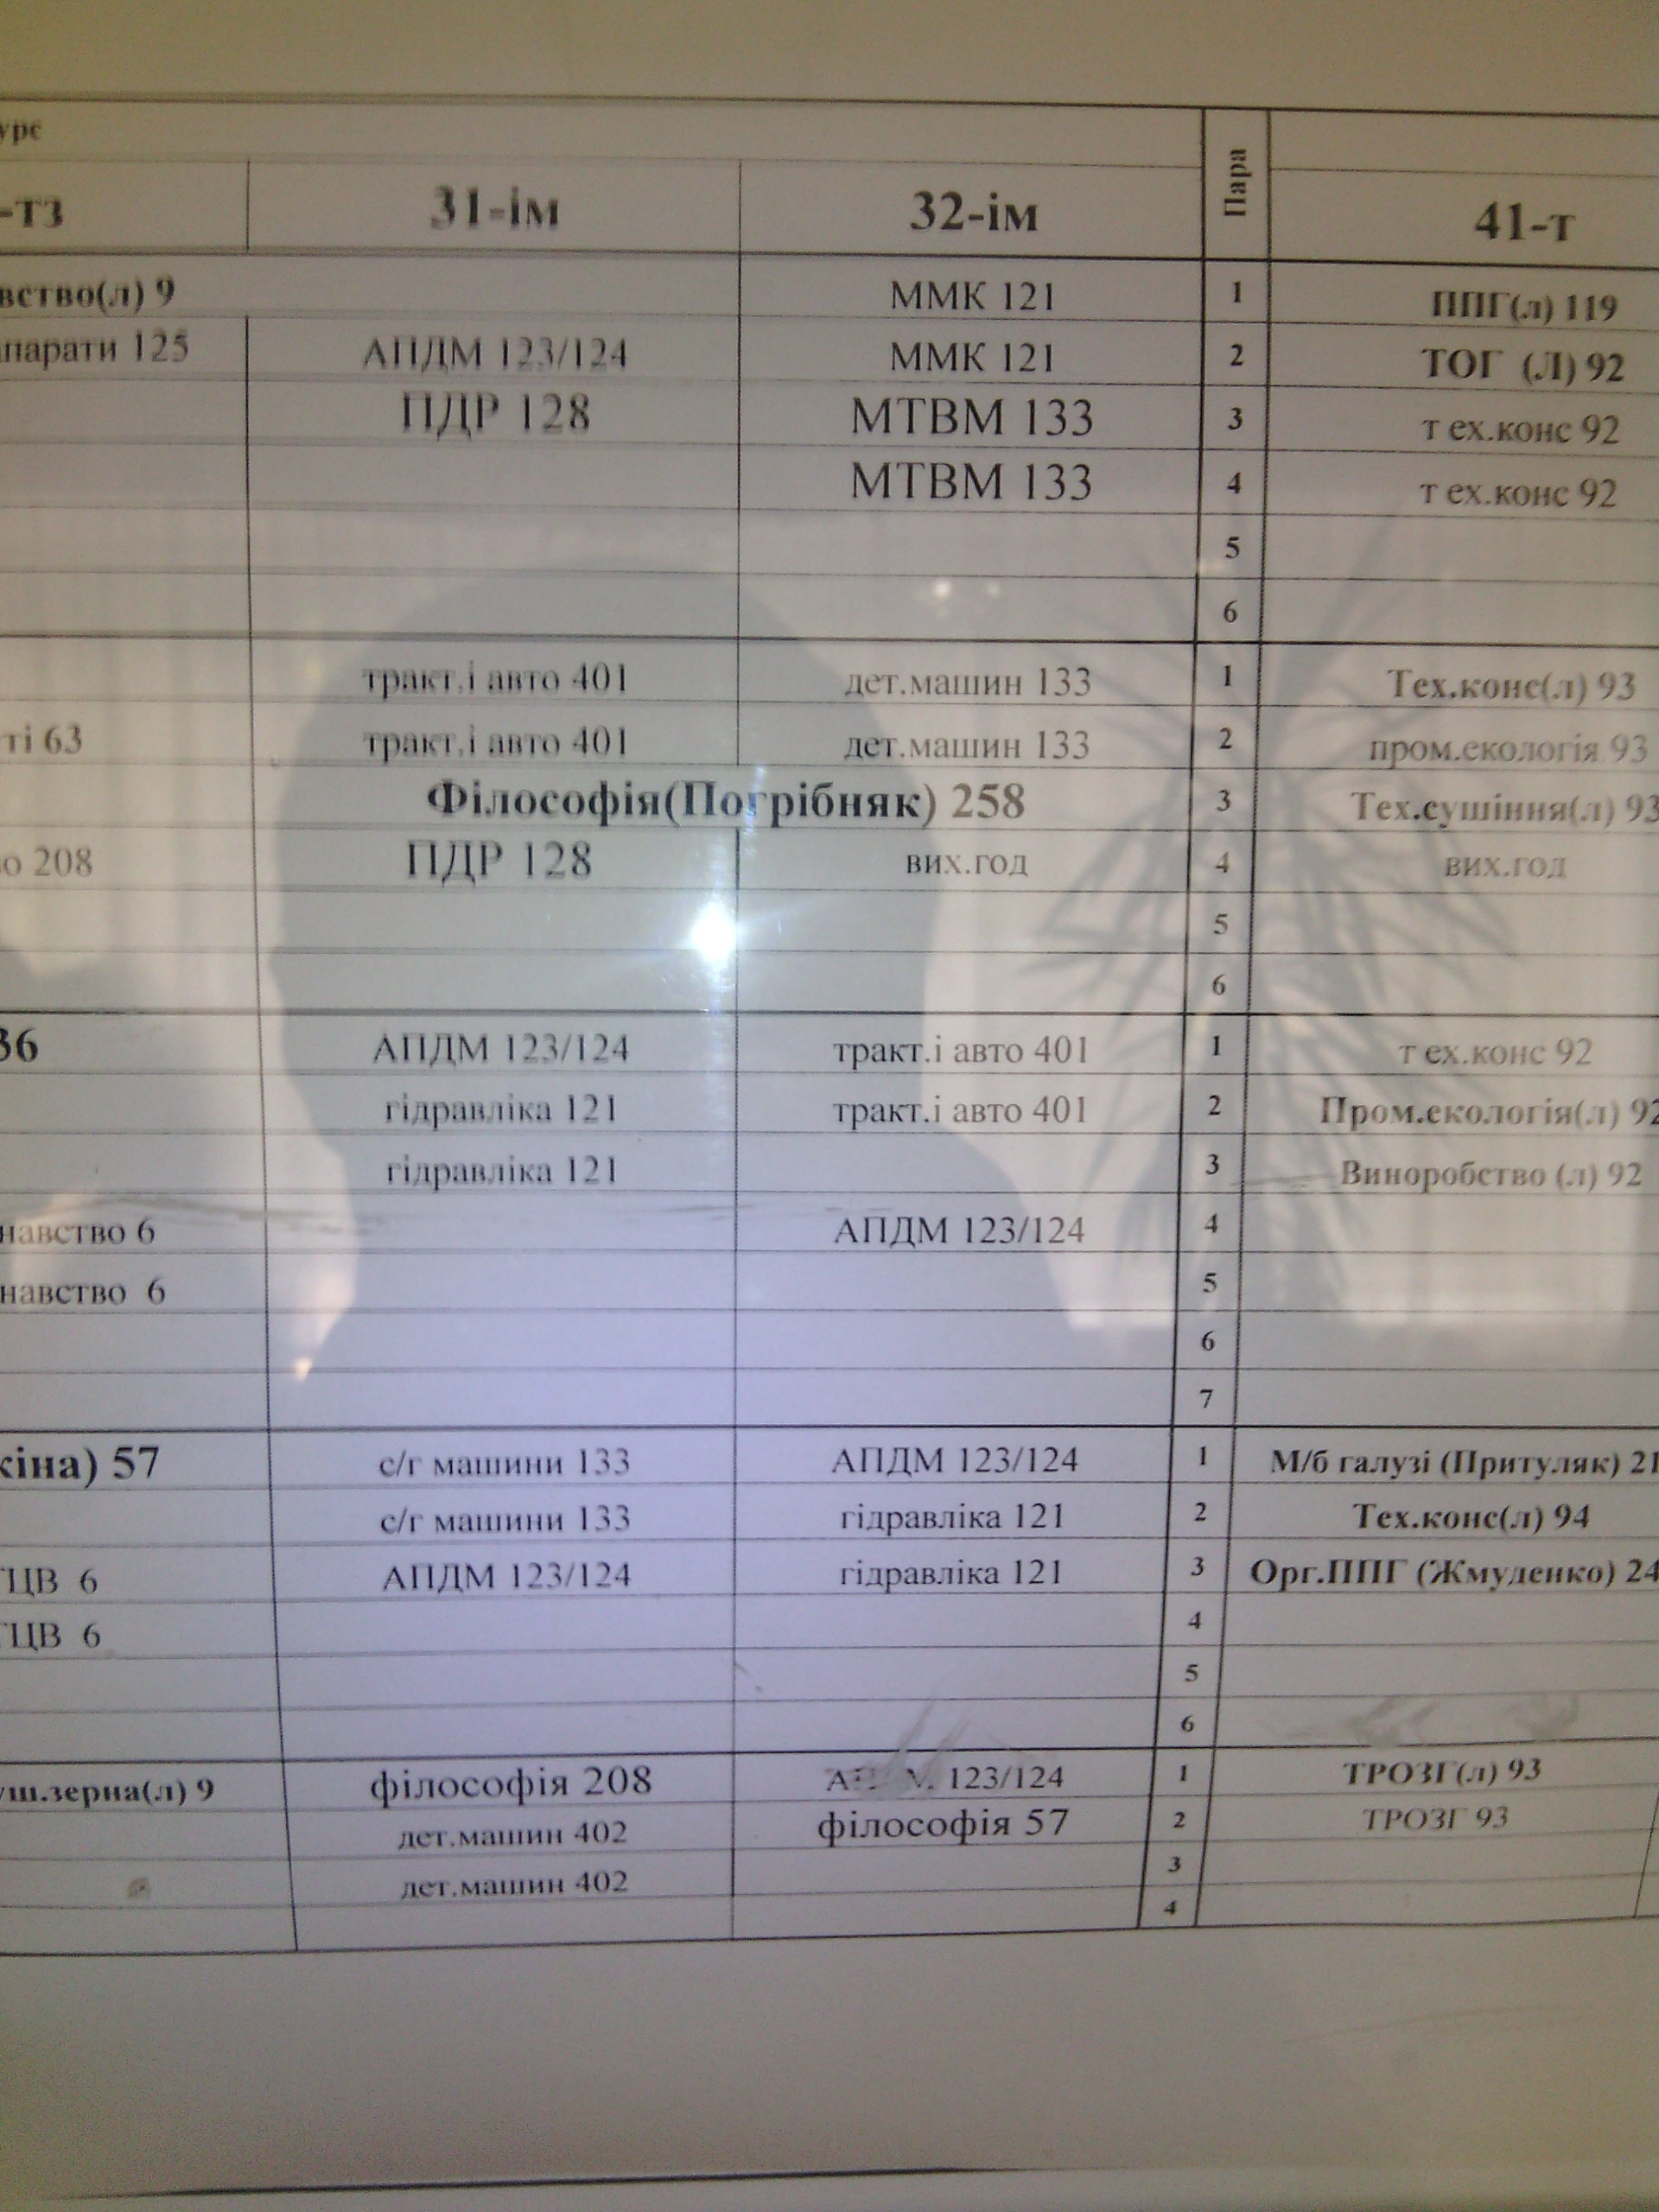 урс
Пара
-тз 31-ім 32-ім 41-т
вство(л) 9 ММК 121 1 ППГ(л) 119
парати 125 АПДМ 123/124 ММК 121 2 ТОГ (Л) 92
ПДР 128 МТВМ 133 3 т ех.конс 92
МТВМ 133 4 т ех.конс 92
5
6
тракт.і авто 401 дет.машин 133 1 Тех.конс(л) 93
ті 63 тракт.і авто 401 дет.машин 133 2 пром.екологія 93
Філософія(Погрібняк) 258 3 Тех.сушіння(л) 93
о 208 ПДР 128 вих.год 4 вих.год
5
6
36 АПДМ 123/124 тракт.і авто 401 1 т ех.конс 92
гідравліка 121 тракт.і авто 401 2 Пром.екологія(л) 92
гідравліка 121 3 Виноробство (л) 92
навство 6 АПДМ 123/124 4
навство 6 5
6
7
кіна) 57 с/г машини 133 АПДМ 123/124 1 М/б галузі (Притуляк) 21
с/г машини 133 гідравліка 121 2 Тех.конс(л) 94
ТЦВ 6 АПДМ 123/124 гідравліка 121 3 Орг.ППГ (Жмуденко) 24
ТЦВ 6 4
5
6
уш.зерна(л) 9 філософія 208 123/124 1 ТРОЗГ(л) 93
дет.машин 402 філософія 57 2 ТРОЗГ 93
дет.машин 402 3
4